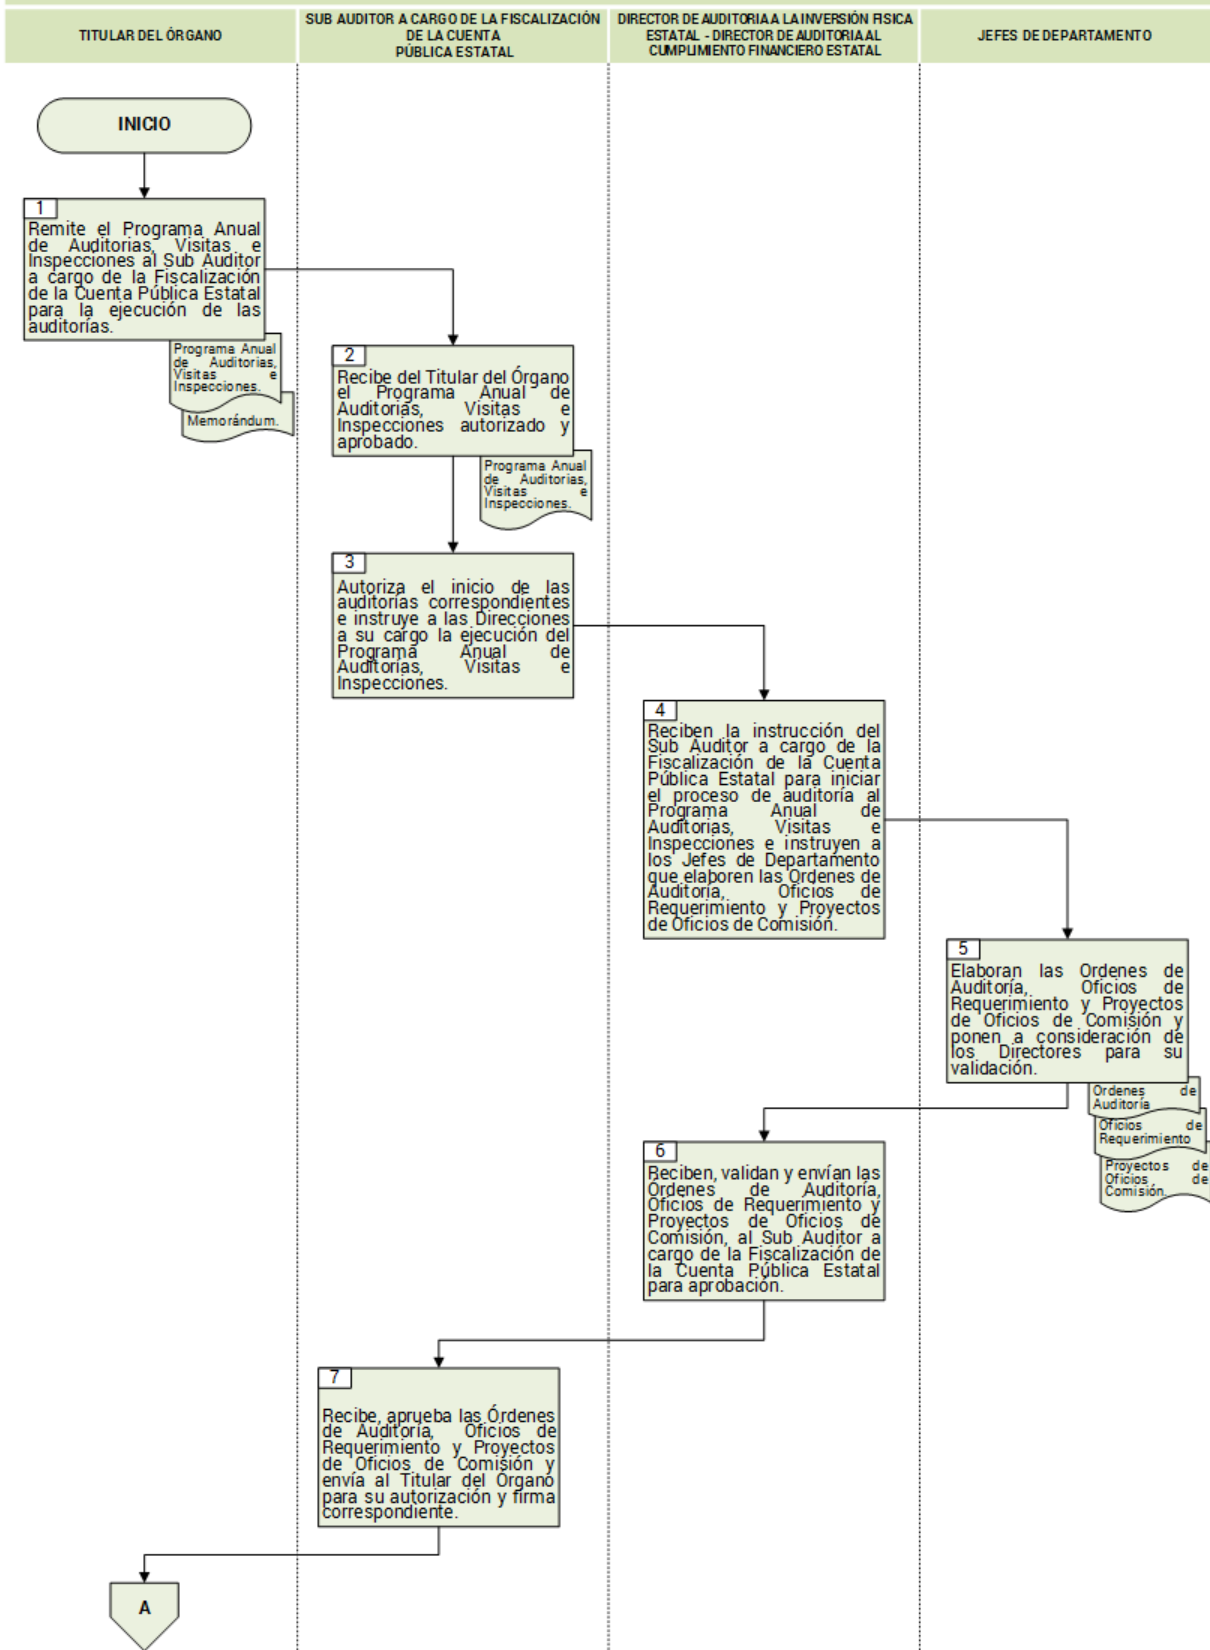 TITULAR DEL ÓRGANO
SUB AUDITOR A CARGO DE LA FISCALIZACIÓN
DE LA CUENTA
PÚBLICA ESTATAL
DIRECTOR DE AUDITORIA A LA INVERSIÓN FISICA
ESTATAL - DIRECTOR DE AUDITORIA AL
CUMPLIMIENTO FINANCIERO ESTATAL
JEFES DE DEPARTAMENTO
INICIO
1
Remite el Programa Anual
de Auditorias, Visitas e
Inspecciones al Sub Auditor
a cargo de la Fiscalización
de la Cuenta Pública Estatal
para la ejecución de las
auditorías.
Programa Anual
de Auditorias,
Visitas e
Inspecciones.
Memorándum.
2
Recibe del Titular del Órgano
el Programa Anual de
Auditorias, Visitas e
Inspecciones autorizado y
aprobado.
Programa Anual
de Auditorias,
Visitas e
Inspecciones.
3
Autoriza el inicio de las
auditorías correspondientes
e instruye a las Direcciones
a su cargo la ejecución del
Programa Anual de
Auditorías, Visitas e
Inspecciones.
4
Reciben la instrucción del
Sub Auditor a cargo de la
Fiscalización de la Cuenta
Pública Estatal para iniciar
el proceso de auditoría al
Programa Anual de
Auditorias, Visitas e
Inspecciones e instruyen a
los Jefes de Departamento
que elaboren las Ordenes de
Auditoría, Oficios de
Requerimiento y Proyectos
de Oficios de Comisión.
5
Elaboran las Ordenes de
Auditoría, Oficios de
Requerimiento y Proyectos
de Oficios de Comisión y
ponen a consideración de
los Directores para su
validación.
Ordenes de
Auditoría
Oficios de
Requerimiento
Proyectos de
Oficios de
Comisión.
6
Reciben, validan y envían las
Órdenes de Auditoría,
Oficios de Requerimiento y
Proyectos de Oficios de
Comisión, al Sub Auditor a
cargo de la Fiscalización de
la Cuenta Pública Estatal
para aprobación.
7
Recibe, aprueba las Órdenes
de Auditoría, Oficios de
Requerimiento y Proyectos
de Oficios de Comisión y
envía al Titular del Órgano
para su autorización y firma
correspondiente.
A